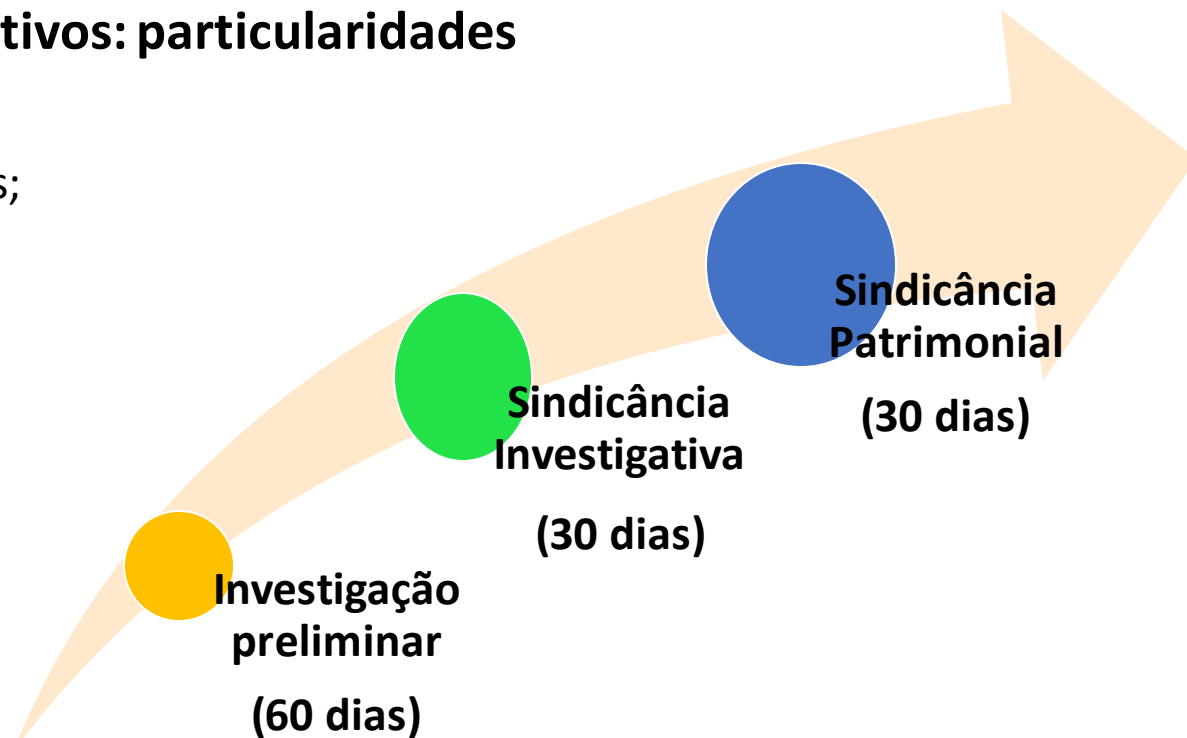 tivos: particularidades
s;
Sindicância
Patrimonial
(30 dias)
Sindicância
Investigativa
(30 dias)
Investigação
preliminar
(60 dias)